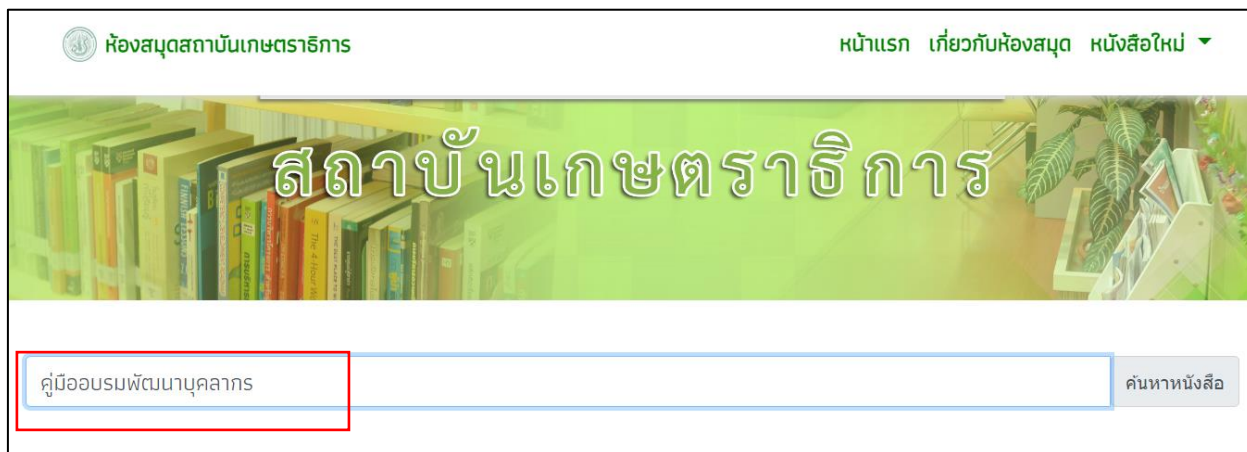 ห้องสมุดสถาบันเกษตราธิการ
หน้าแรก เกี่ยวกับห้องสมุด หนังสือใหม่
สถาบันเกษตราธิการ
The 4-Hour
คู่มืออบรมพัฒนาบุคลากร
ค้นหาหนังสือ